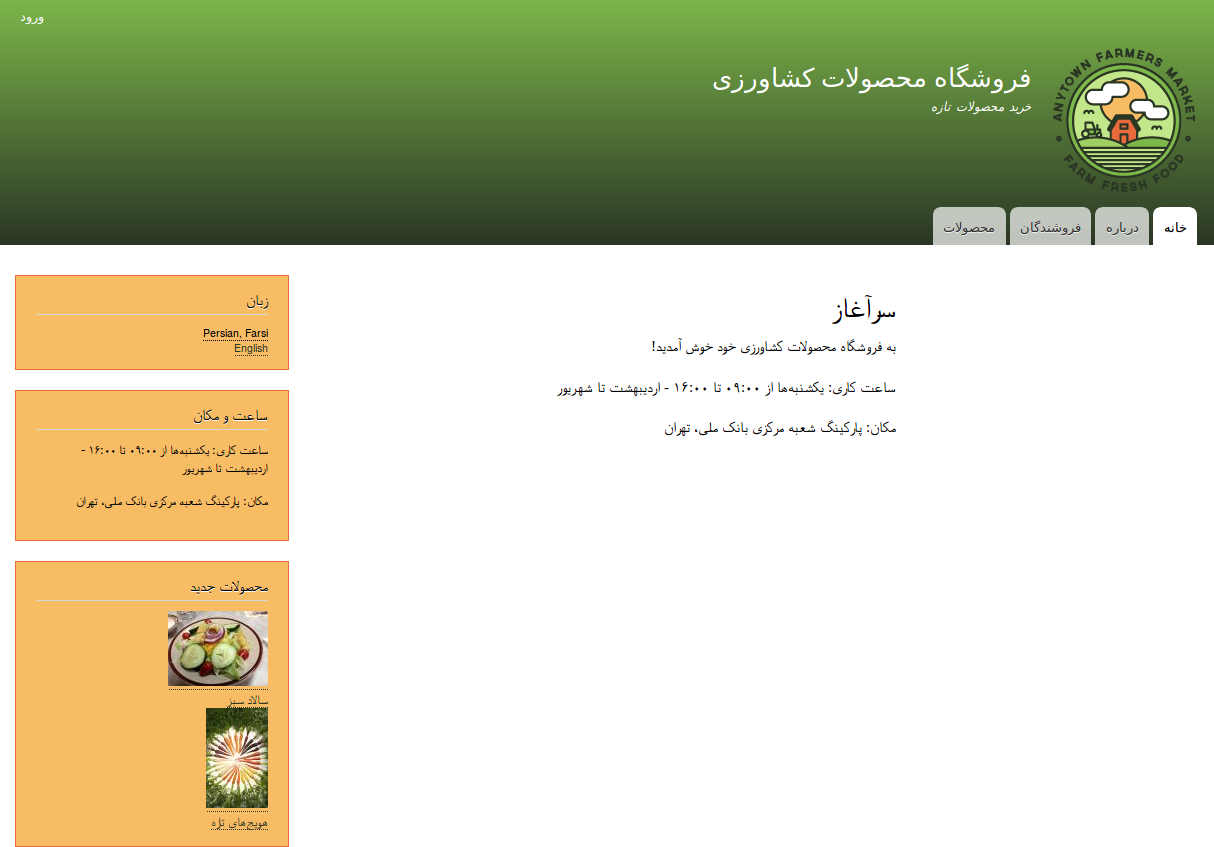 ورود
ANYTOWN FARMERS MARKET
FARM FRESH FOOD
فروشگاه محصولات کشاورزی
خرید محصولات تازه
خانه
درباره
فروشندگان
محصولات
سرآغاز
به فروشگاه محصولات کشاورزی خود خوش آمدید!
ساعت کاری: یکشنبه‌ها از ۰۹:۰۰ تا ۱۶:۰۰ - اردیبهشت تا شهریور
مکان: پارکینگ شعبه مرکزی بانک ملی، تهران
زبان
Persian, Farsi
English
ساعت و مکان
ساعت کاری: یکشنبه‌ها از ۰۹:۰۰ تا ۱۶:۰۰ -
اردیبهشت تا شهریور
مکان: پارکینگ شعبه مرکزی بانک ملی، تهران
محصولات جدید
سالاد سبز
هویج‌های تازه